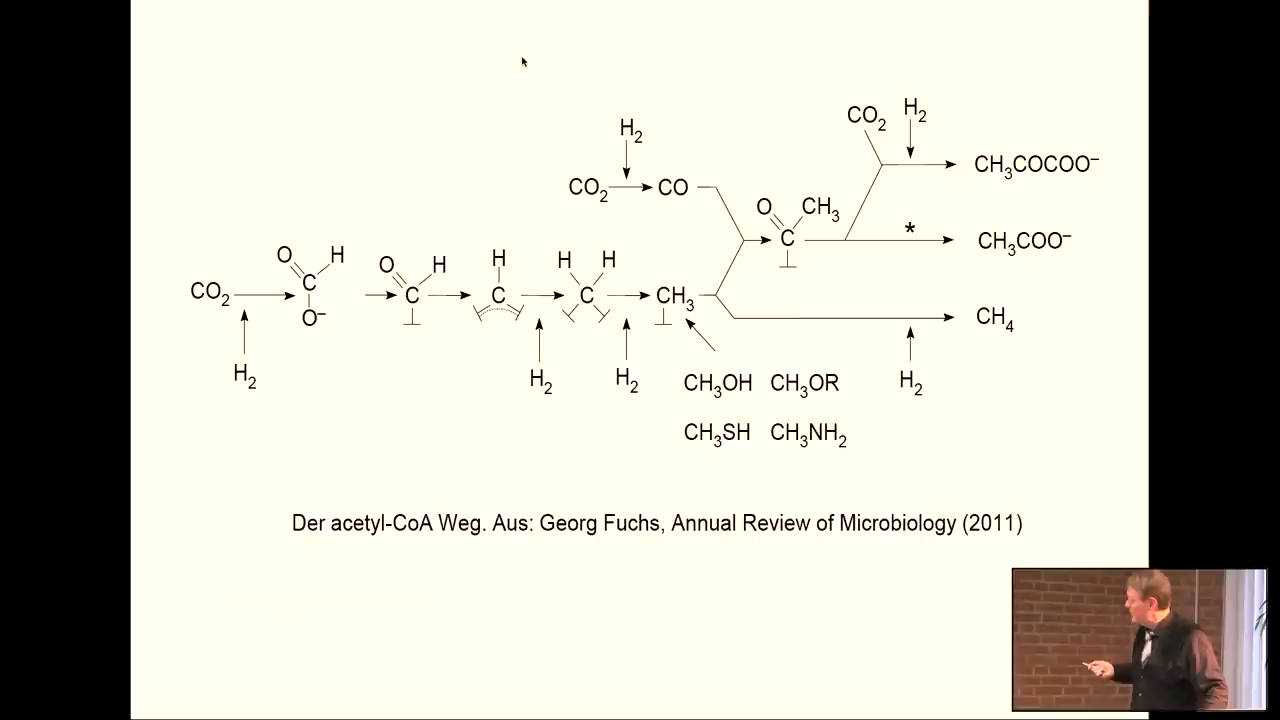 CO₂ H₂
H₂
CO₂ CO CH₃COCOO⁻
O CH₃
C * CH₃COO⁻
O H O H H H H
CO₂ C C C C CH₃ CH₄
O⁻
H₂ H₂ H₂ CH₃OH CH₃OR H₂
CH₃SH CH₃NH₂
Der acetyl-CoA Weg. Aus: Georg Fuchs, Annual Review of Microbiology (2011)